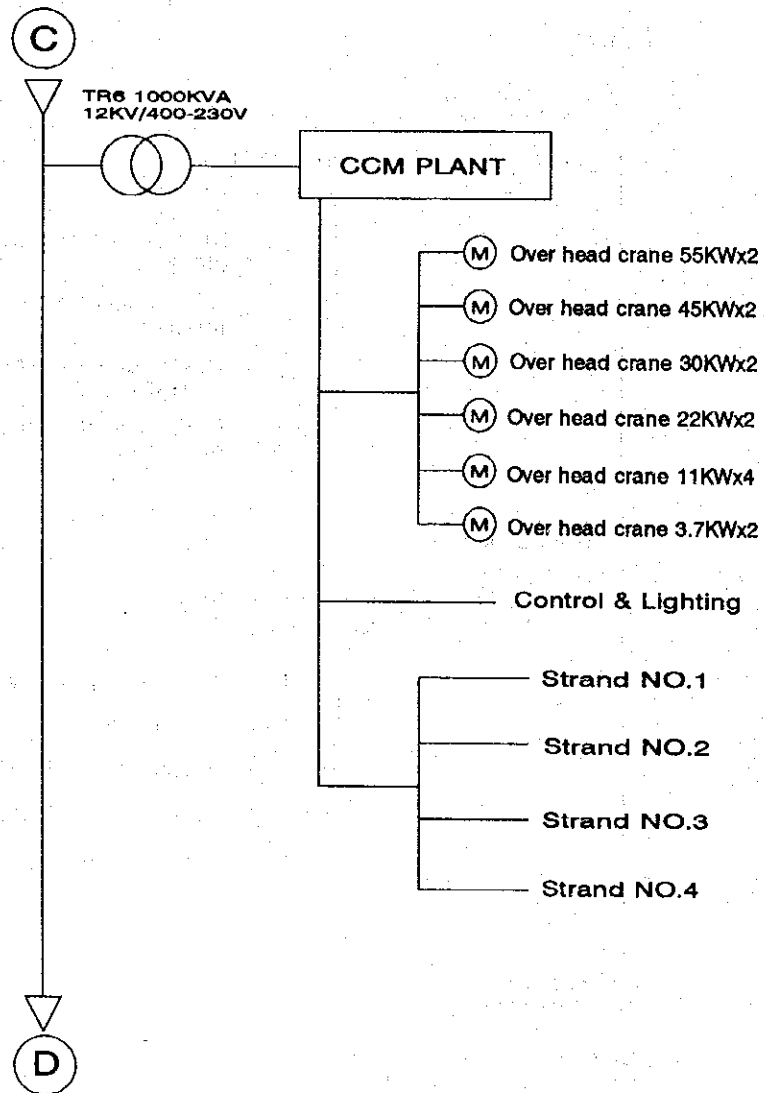 C
TR6 1000KVA
12KV/400-230V
CCM PLANT
M Over head crane 55KWx2
M Over head crane 45KWx2
M Over head crane 30KWx2
M Over head crane 22KWx2
M Over head crane 11KWx4
M Over head crane 3.7KWx2
Control & Lighting
Strand NO.1
Strand NO.2
Strand NO.3
Strand NO.4
D